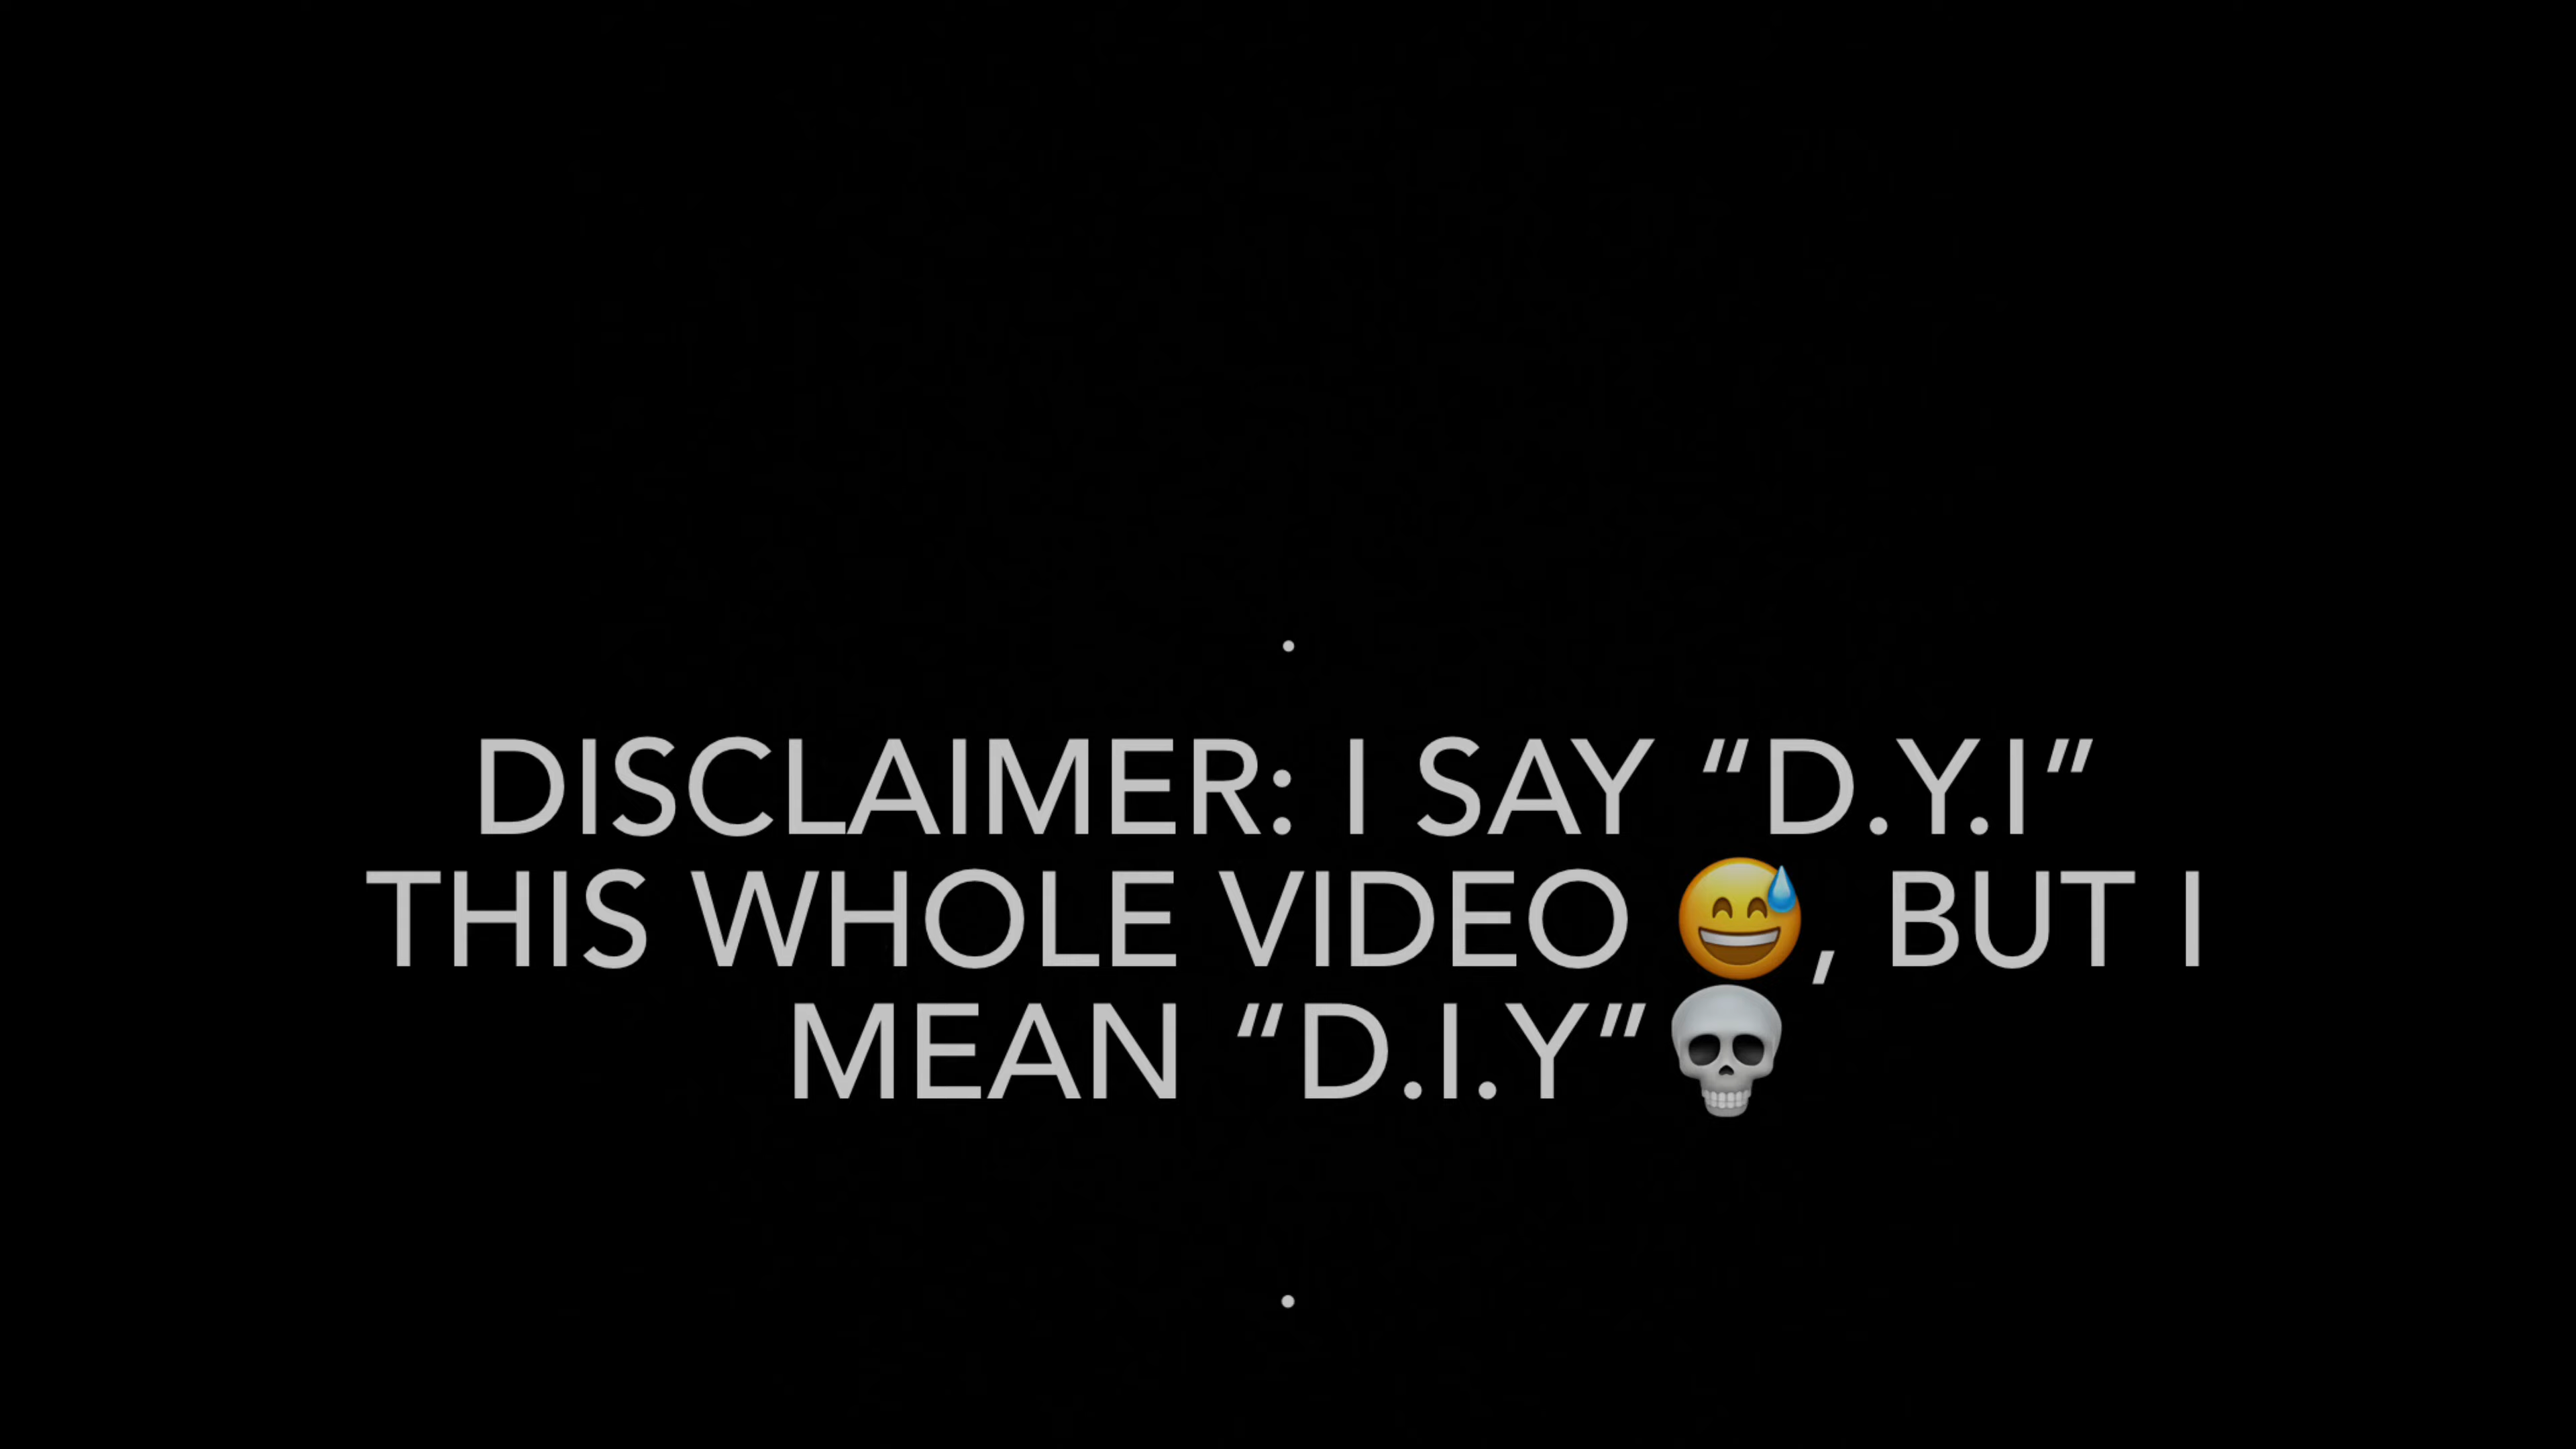 .
DISCLAIMER: I SAY “D.Y.I”
THIS WHOLE VIDEO 😅, BUT I
MEAN “D.I.Y”💀
.